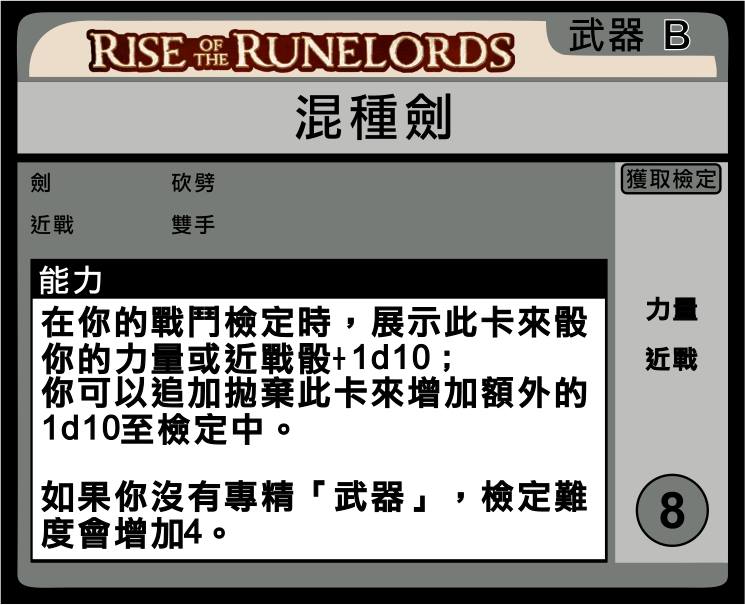 RISE OF THE RUNELORDS
武器 B
混種劍
劍 砍劈
獲取檢定
近戰 雙手
能力
在你的戰鬥檢定時，展示此卡來骰
你的力量或近戰骰+1d10；
你可以追加拋棄此卡來增加額外的
1d10至檢定中。
如果你沒有專精「武器」，檢定難
度會增加4。
力量
近戰
8